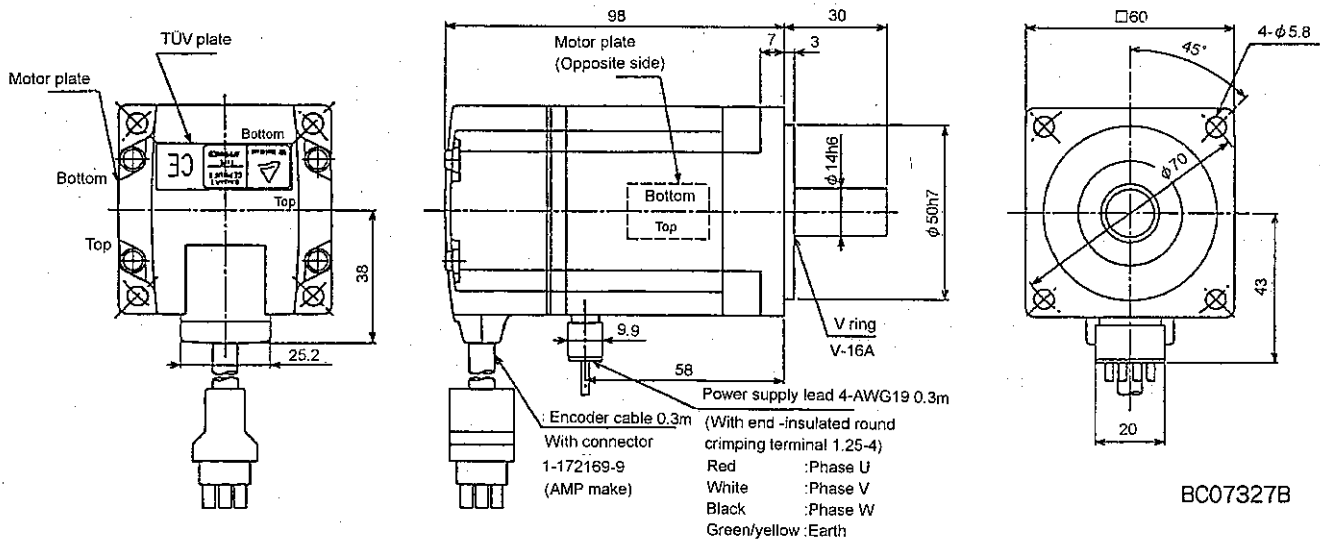 TÜV plate
Motor plate
Bottom
Bottom
Top
Top
CE
38
25.2
98
30
7
3
Motor plate
(Opposite side)
Bottom
Top
ϕ14h6
ϕ50h7
V ring
V-16A
9.9
58
: Encoder cable 0.3m
With connector
1-172169-9
(AMP make)
Power supply lead 4-AWG19 0.3m
(With end -insulated round
crimping terminal 1.25-4)
Red :Phase U
White :Phase V
Black :Phase W
Green/yellow :Earth
□60
4-ϕ5.8
45°
ϕ70
43
20
BC07327B